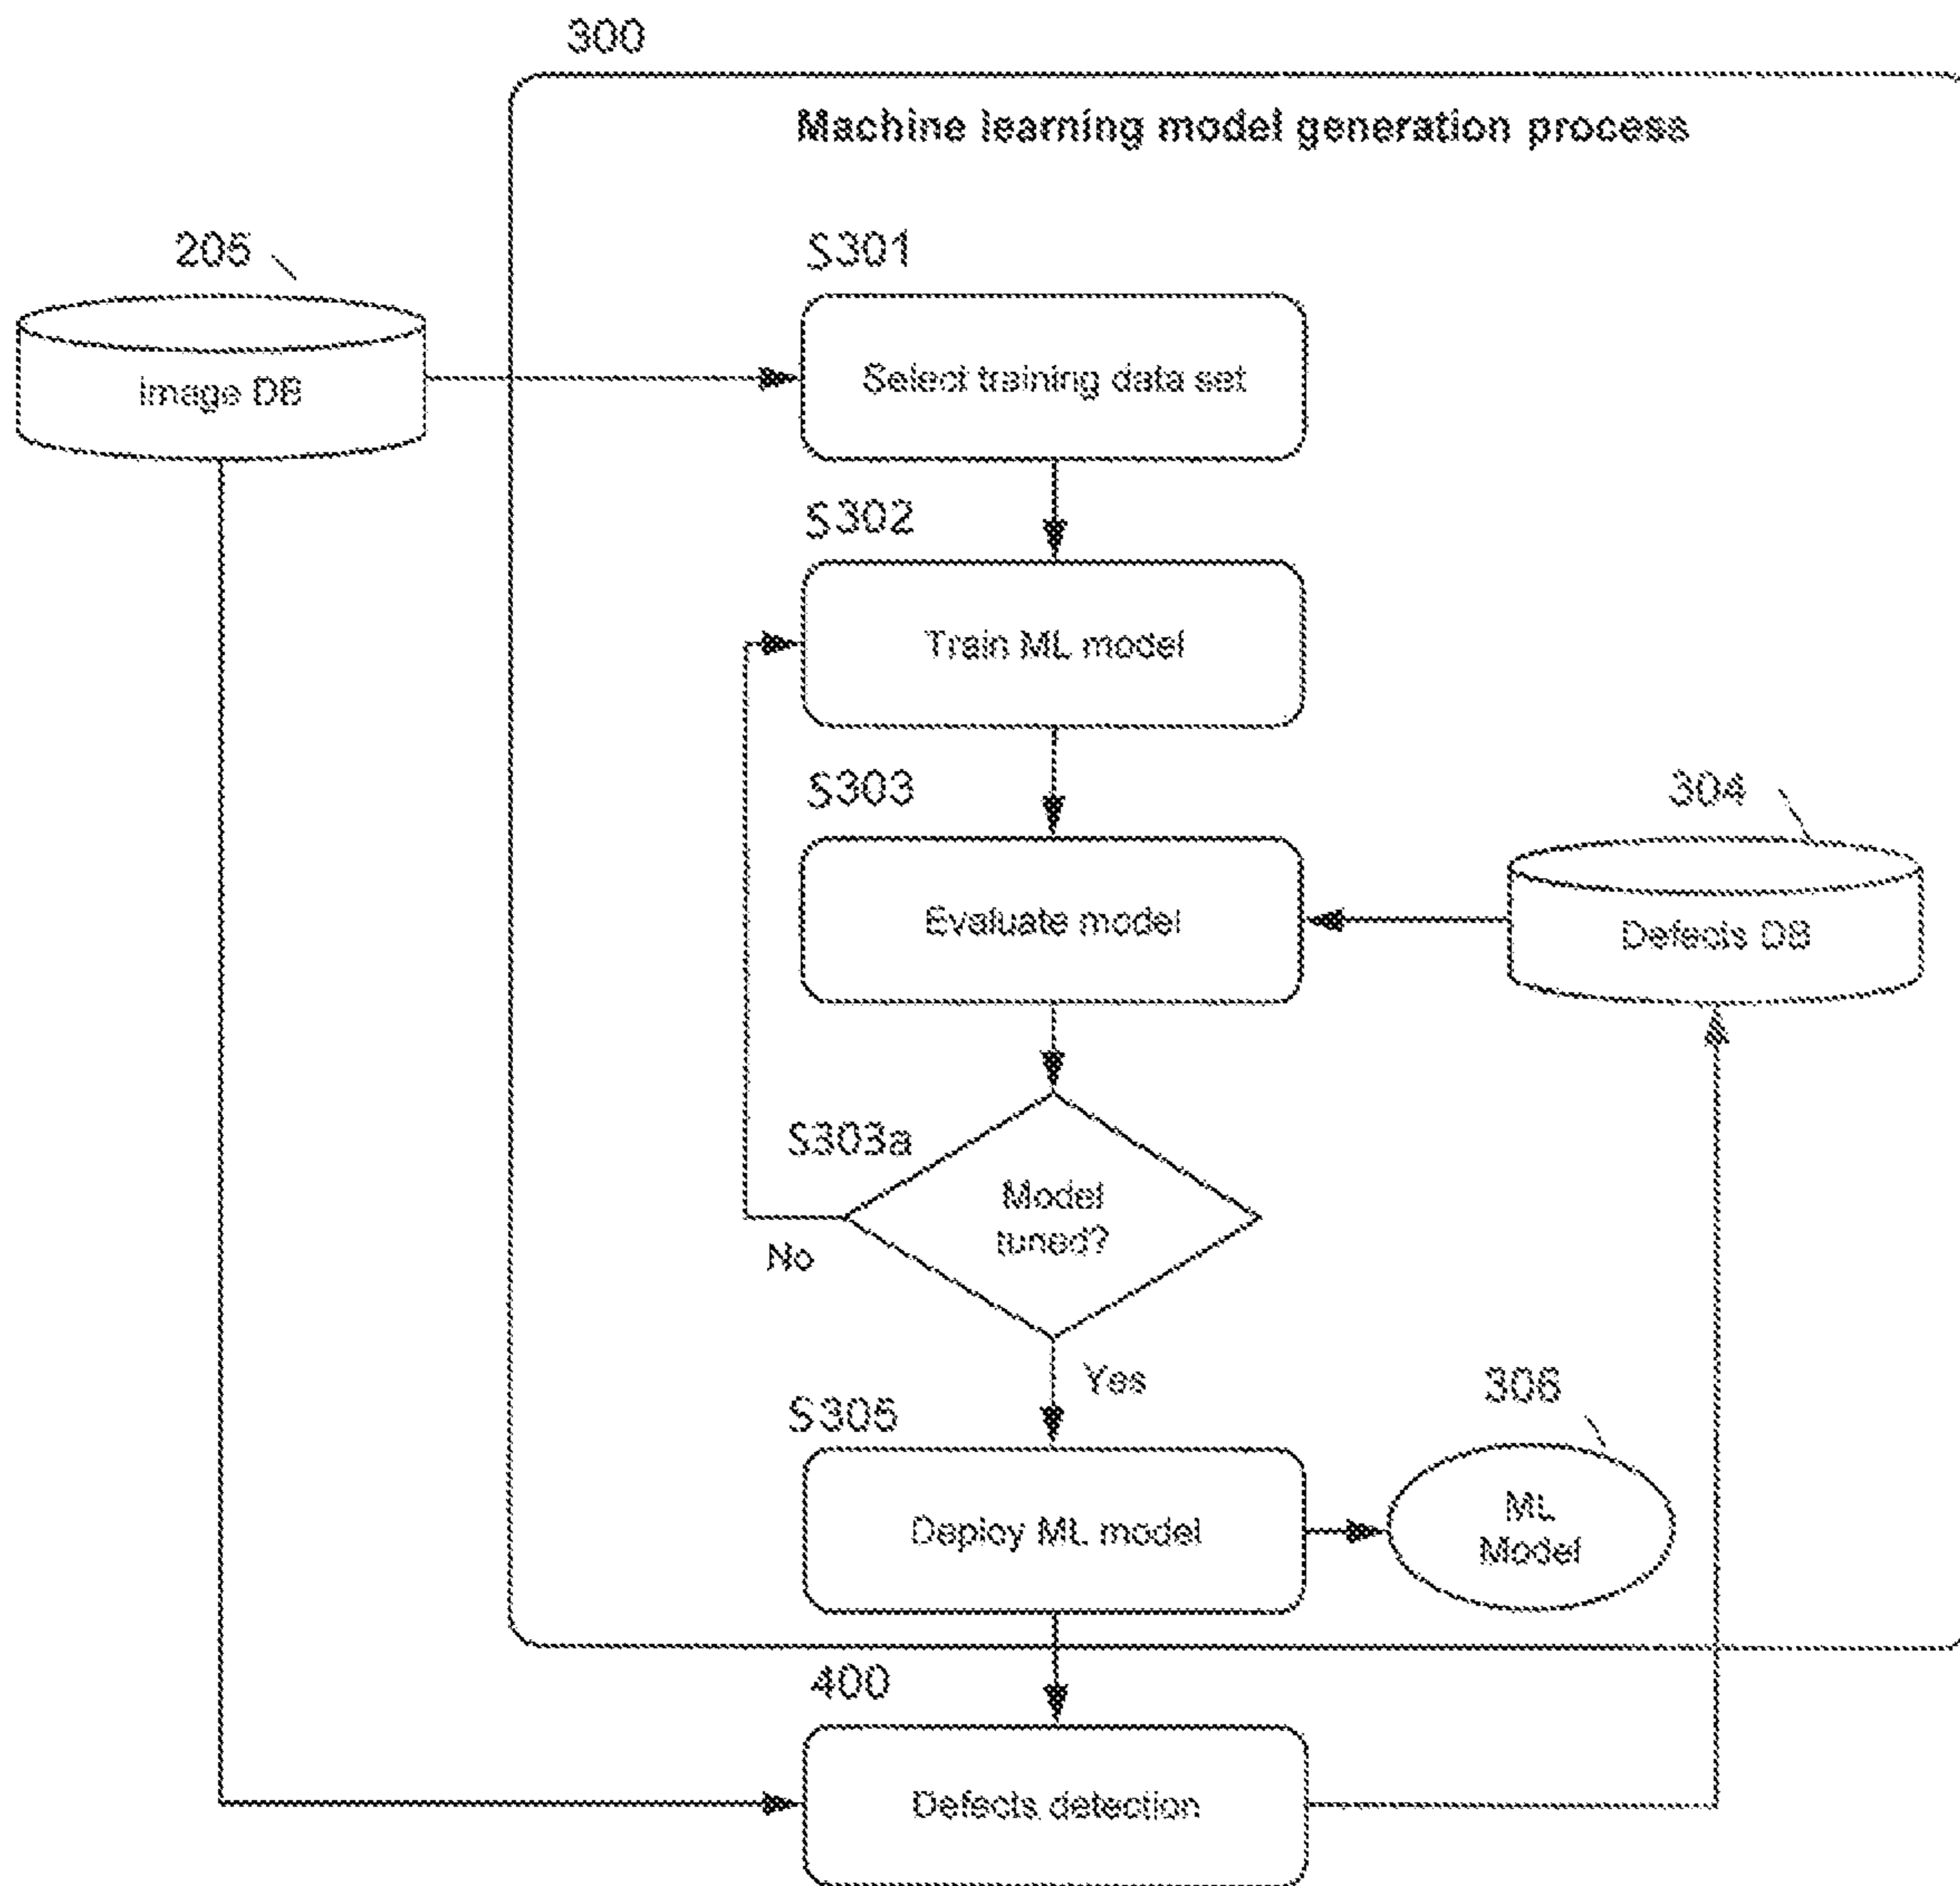 300
Machine learning model generation process
205
Image DB
S301
Select training data set
S302
Train ML model
S303
Evaluate model
304
Defects DB
S303a
Model
tuned?
No
Yes
S305
Deploy ML model
306
ML
Model
400
Defects detection